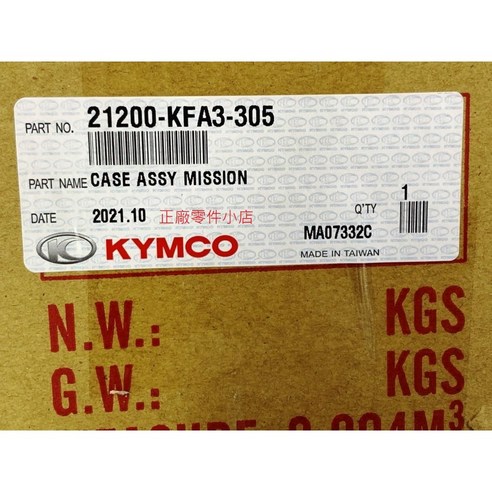 PART NO. 21200-KFA3-305
PART NAME CASE ASSY MISSION
1
DATE 2021.10 正廠零件小店 Q'TY
MA07332C
KYMCO MADE IN TAIWAN
N.W.: KGS
G.W.: KGS